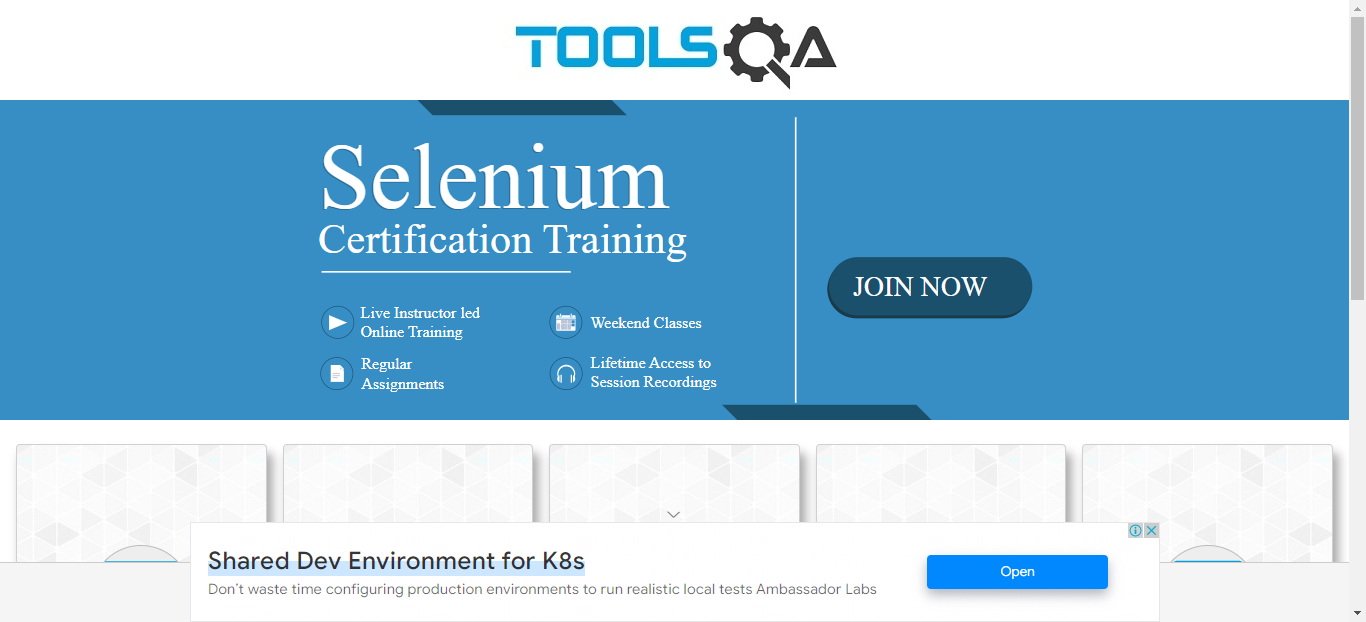 TOOLSQA
Selenium
Certification Training
JOIN NOW
Live Instructor led
Online Training
Weekend Classes
Regular
Assignments
Lifetime Access to
Session Recordings
Shared Dev Environment for K8s
Don't waste time configuring production environments to run realistic local tests Ambassador Labs
Open